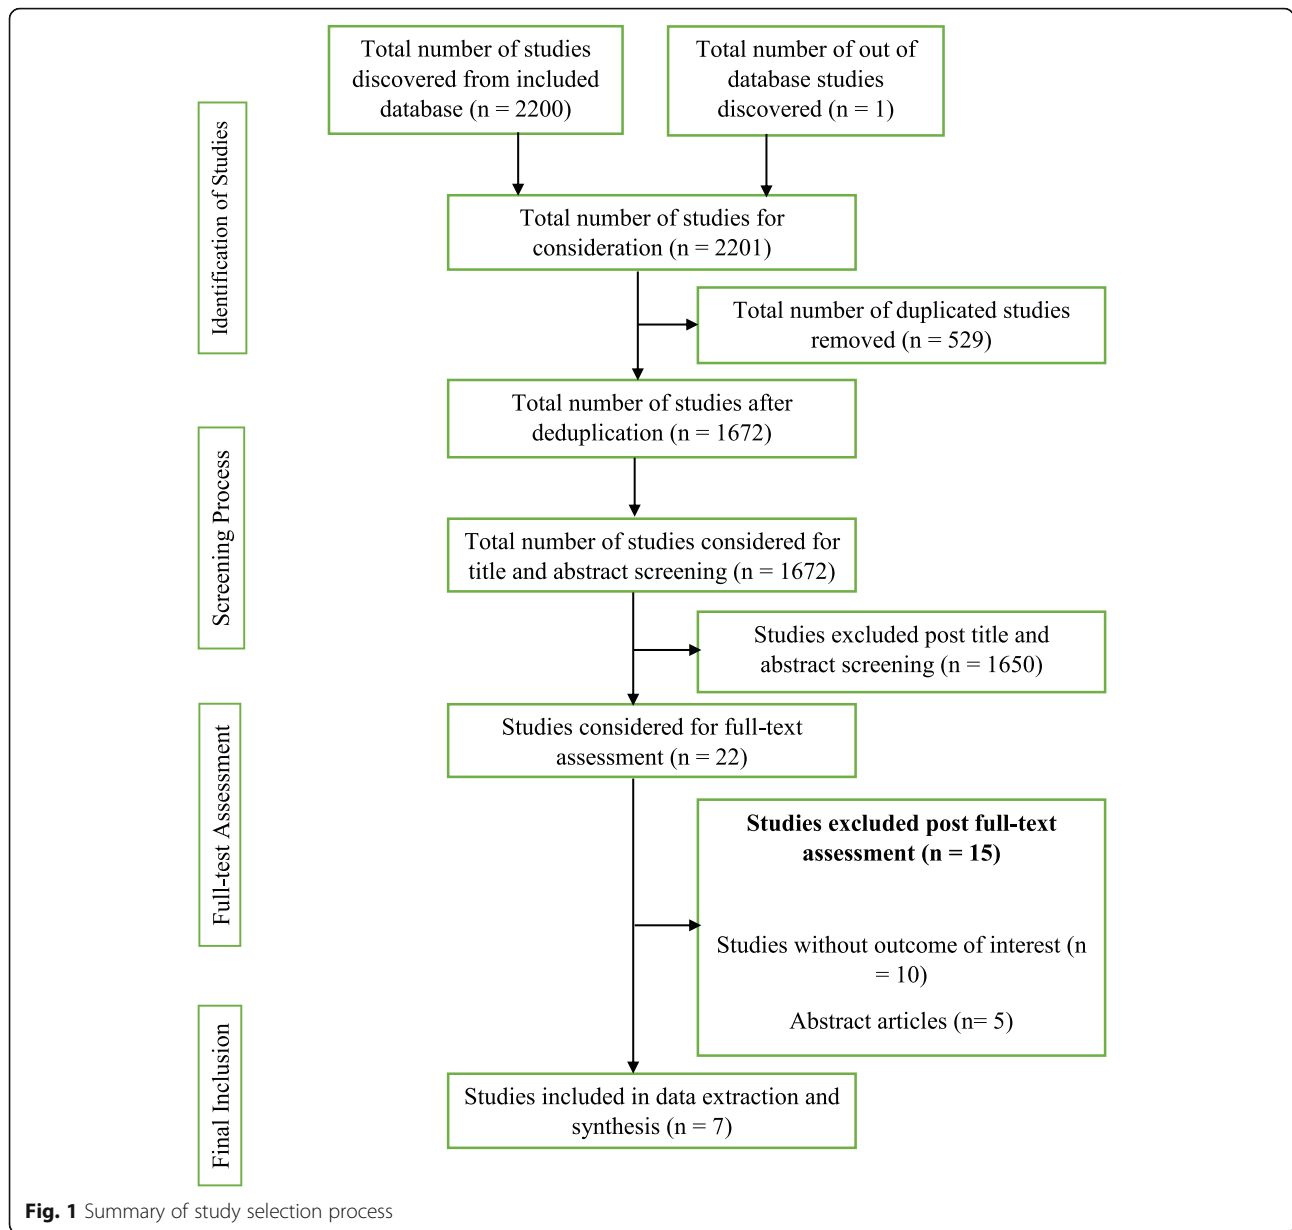 Total number of studies
discovered from included
database (n = 2200)
Total number of out of
database studies
discovered (n = 1)
Identification of Studies
Total number of studies for
consideration (n = 2201)
Total number of duplicated studies
removed (n = 529)
Total number of studies after
deduplication (n = 1672)
Screening Process
Total number of studies considered for
title and abstract screening (n = 1672)
Studies excluded post title and
abstract screening (n = 1650)
Full-test Assessment
Studies considered for full-text
assessment (n = 22)
Studies excluded post full-text
assessment (n = 15)
Studies without outcome of interest (n
= 10)
Abstract articles (n= 5)
Final Inclusion
Studies included in data extraction and
synthesis (n = 7)
Fig. 1 Summary of study selection process